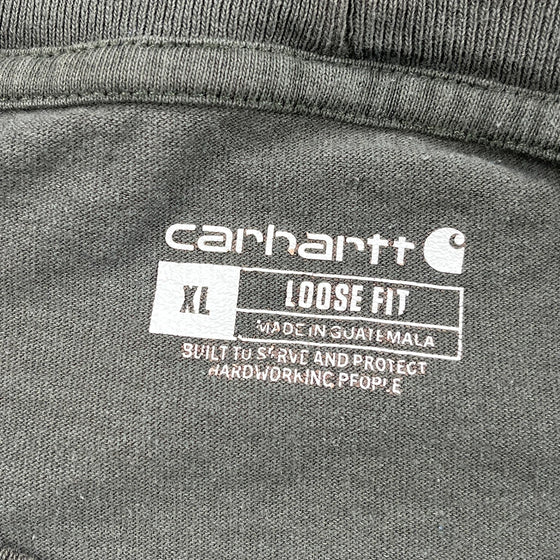 carhartt
XL
LOOSE FIT
MADE IN GUATEMALA
BUILT TO SERVE AND PROTECT
HARDWORKING PEOPLE